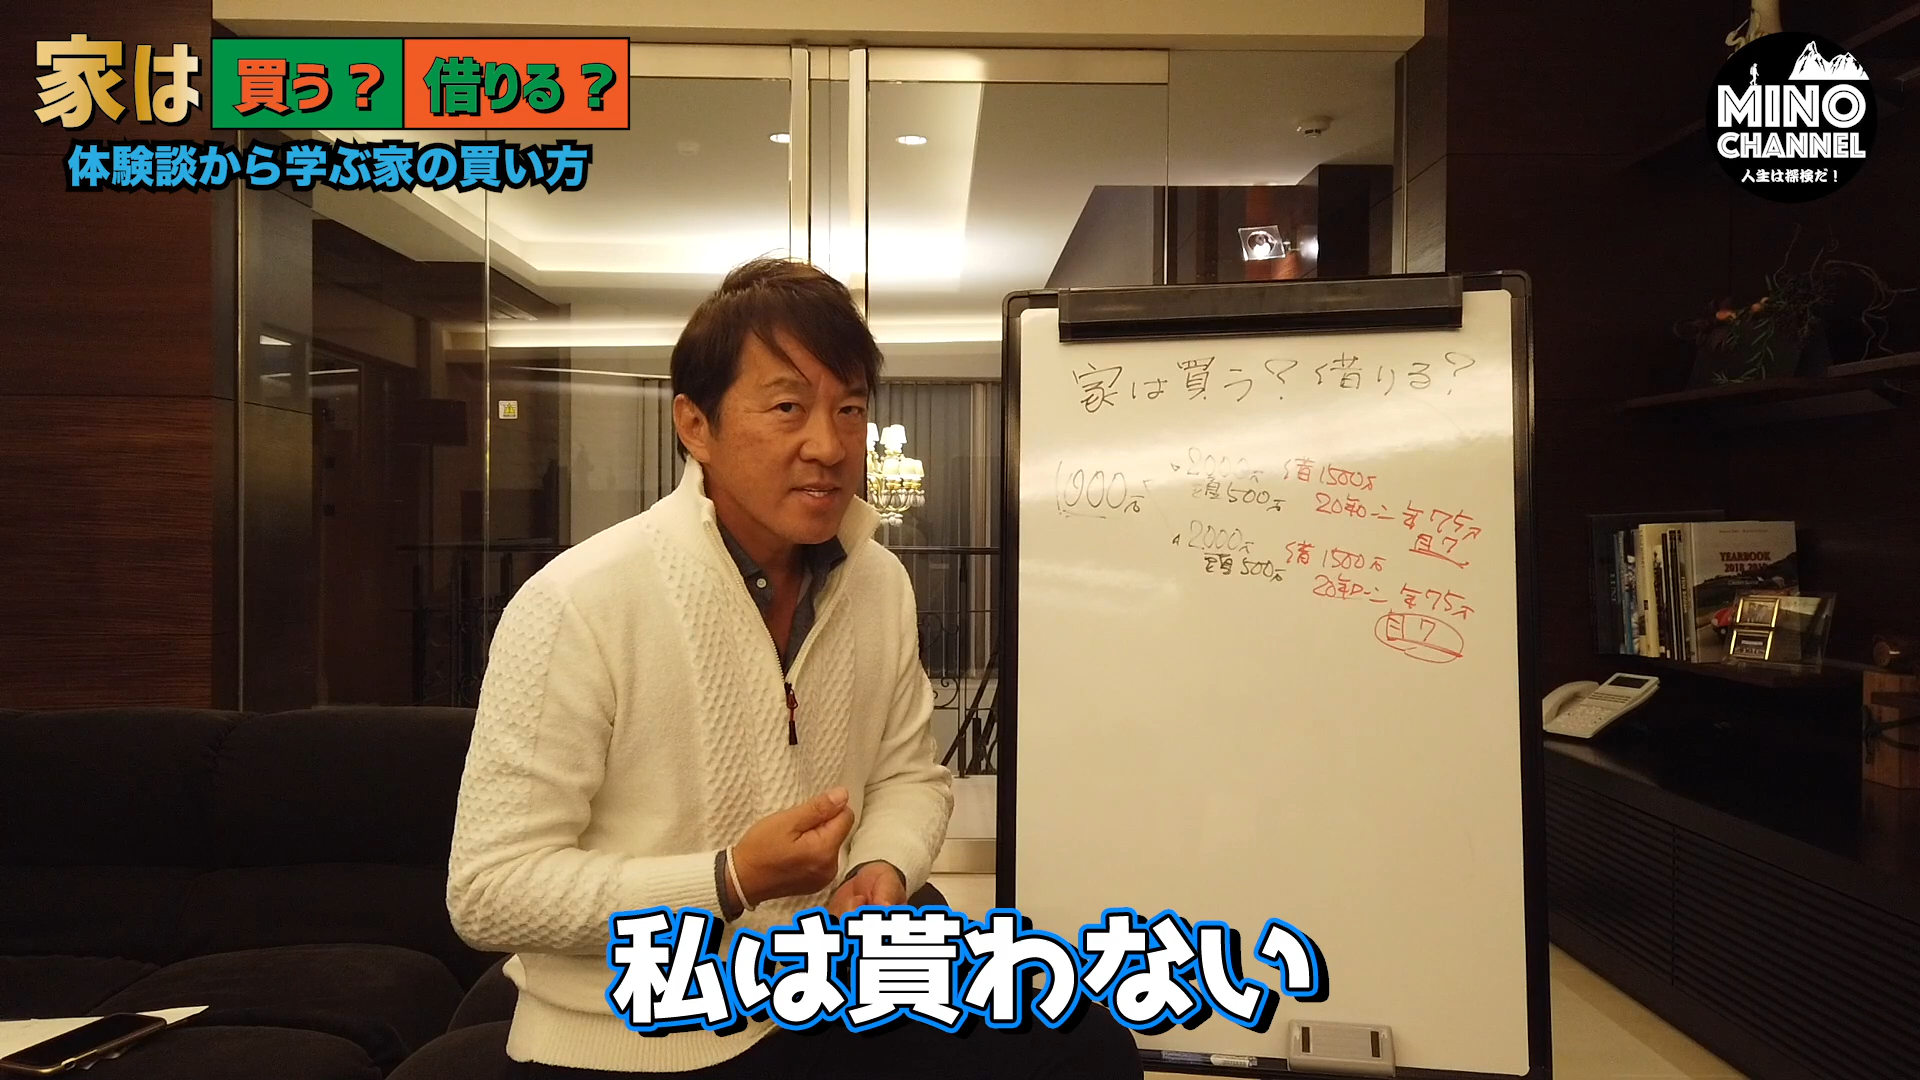 家は買う?借りる?
体験談から学ぶ家の買い方
MINO
CHANNEL
人生は探検だ!
家は買う?借りる?
1000万
2000万 借1500万
頭500万 20年ローン 年75万
月7
2000万 借1500万
頭500万 20年ローン 年75万
月7
YEARBOOK
私は貰わない